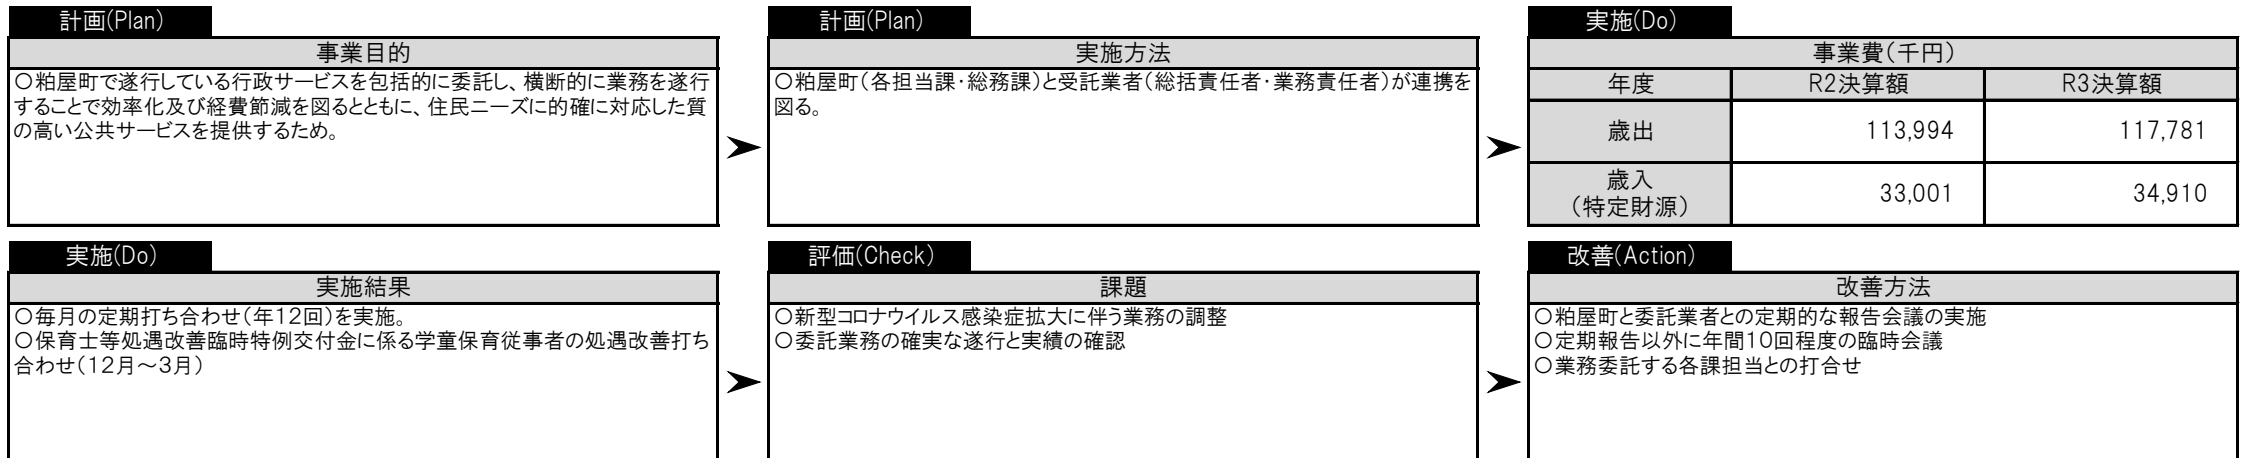 計画(Plan)
事業目的
○粕屋町で遂行している行政サービスを包括的に委託し、横断的に業務を遂行
することで効率化及び経費節減を図るとともに、住民ニーズに的確に対応した質
の高い公共サービスを提供するため。
計画(Plan)
実施方法
○粕屋町(各担当課・総務課)と受託業者(総括責任者・業務責任者)が連携を
図る。
実施(Do)
事業費(千円)
年度 R2決算額 R3決算額
歳出 113,994 117,781
歳入
(特定財源) 33,001 34,910
実施(Do)
実施結果
○毎月の定期打ち合わせ(年12回)を実施。
○保育士等処遇改善臨時特例交付金に係る学童保育従事者の処遇改善打ち
合わせ(12月~3月)
評価(Check)
課題
○新型コロナウイルス感染症拡大に伴う業務の調整
○委託業務の確実な遂行と実績の確認
改善(Action)
改善方法
○粕屋町と委託業者との定期的な報告会議の実施
○定期報告以外に年間10回程度の臨時会議
○業務委託する各課担当との打合せ